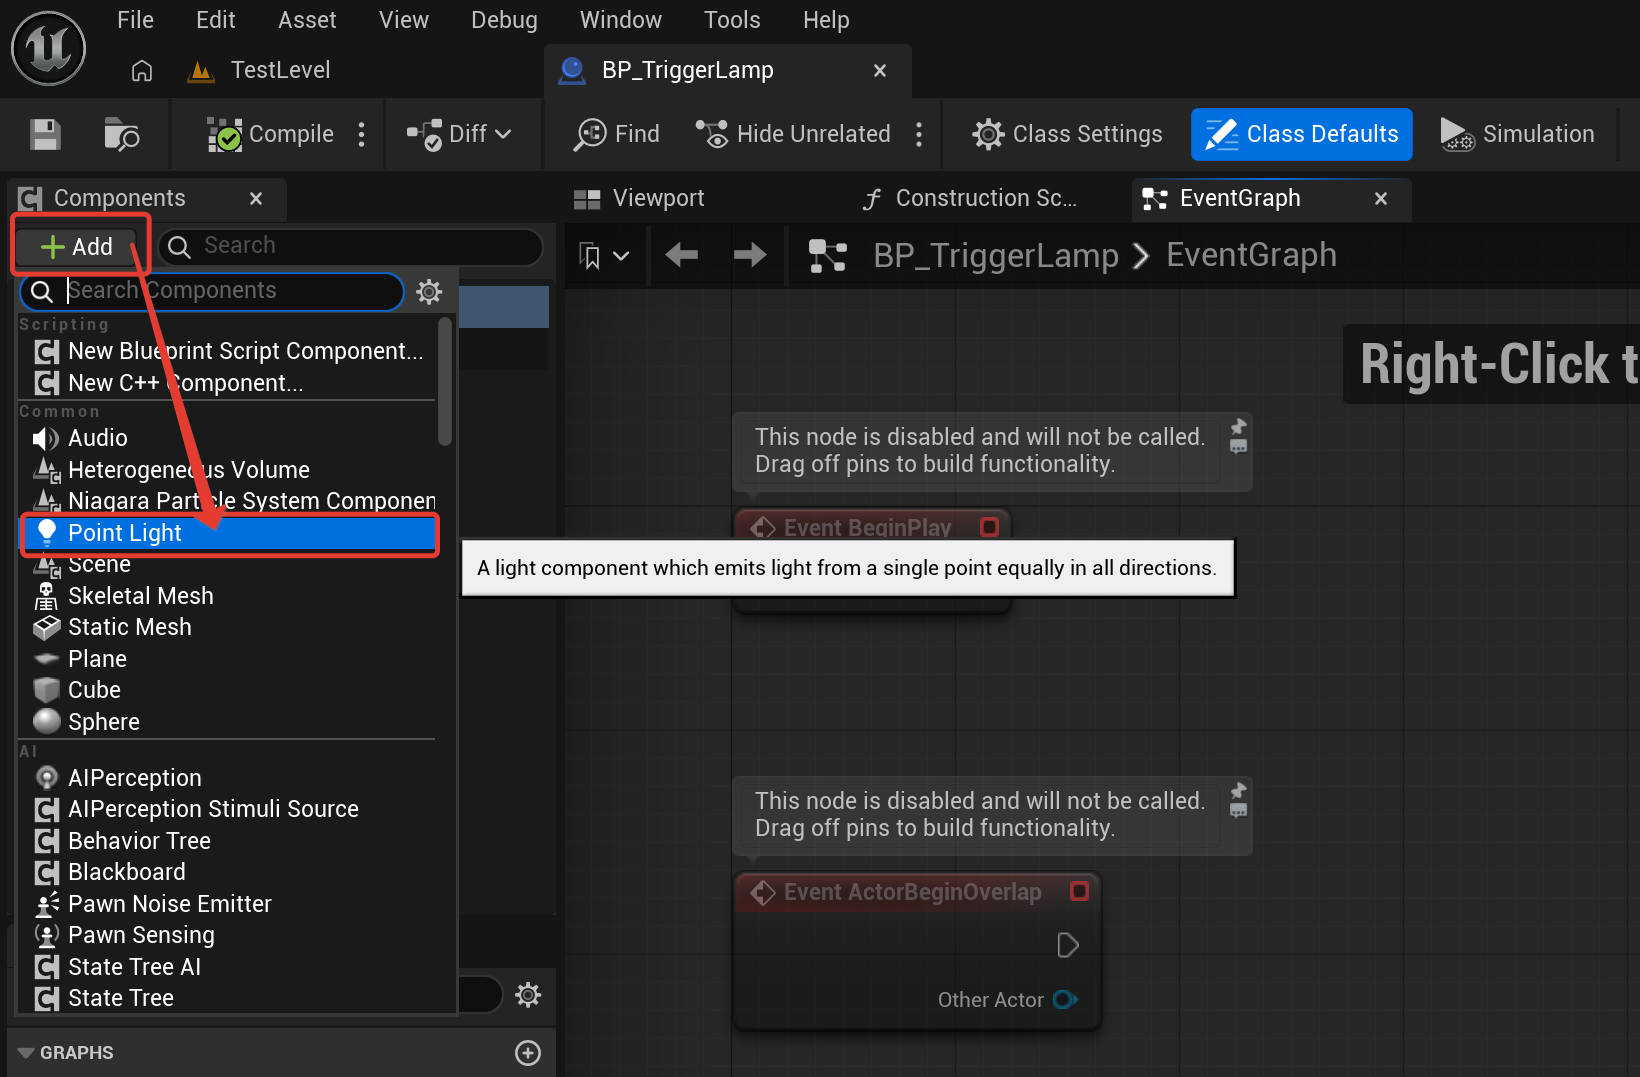 File Edit Asset View Debug Window Tools Help
TestLevel
BP_TriggerLamp
Compile
Diff
Find
Hide Unrelated
Class Settings
Class Defaults
Simulation
Components
Viewport
Construction Sc...
EventGraph
Add
Search
BP_TriggerLamp
EventGraph
Search Components
Scripting
New Blueprint Script Component...
New C++ Component...
Common
Audio
Heterogeneous Volume
Niagara Particle System Componen
Point Light
Scene
Skeletal Mesh
Static Mesh
Plane
Cube
Sphere
AI
AIPerception
AIPerception Stimuli Source
Behavior Tree
Blackboard
Pawn Noise Emitter
Pawn Sensing
State Tree AI
State Tree
GRAPHS
Right-Click t
This node is disabled and will not be called.
Drag off pins to build functionality.
Event BeginPlay
A light component which emits light from a single point equally in all directions.
This node is disabled and will not be called.
Drag off pins to build functionality.
Event ActorBeginOverlap
Other Actor